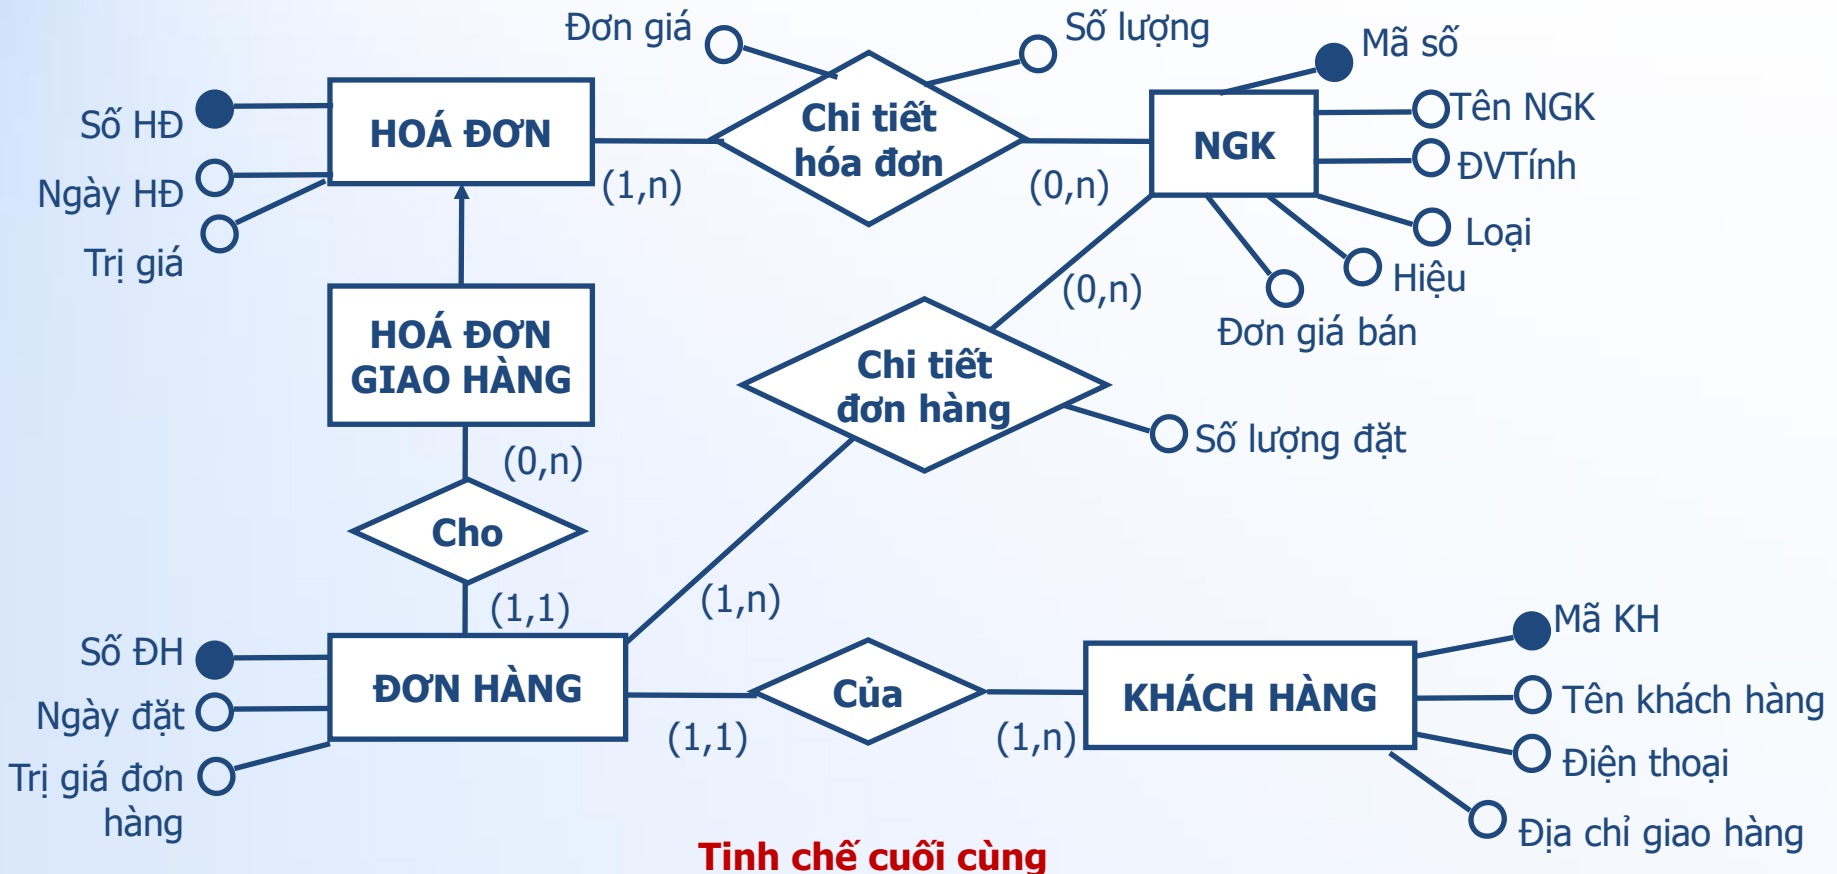 Đơn giá
Số lượng
Mã số
Số HĐ
HOÁ ĐƠN
Chi tiết
hóa đơn
NGK
Tên NGK
ĐVTính
Ngày HĐ
(1,n)
(0,n)
Loại
Trị giá
Hiệu
(0,n)
Đơn giá bán
HOÁ ĐƠN
GIAO HÀNG
Chi tiết
đơn hàng
Số lượng đặt
(0,n)
Cho
(1,1)
(1,n)
Mã KH
Số ĐH
ĐƠN HÀNG
Của
KHÁCH HÀNG
Tên khách hàng
Ngày đặt
(1,1)
(1,n)
Điện thoại
Trị giá đơn
hàng
Địa chỉ giao hàng
Tinh chế cuối cùng